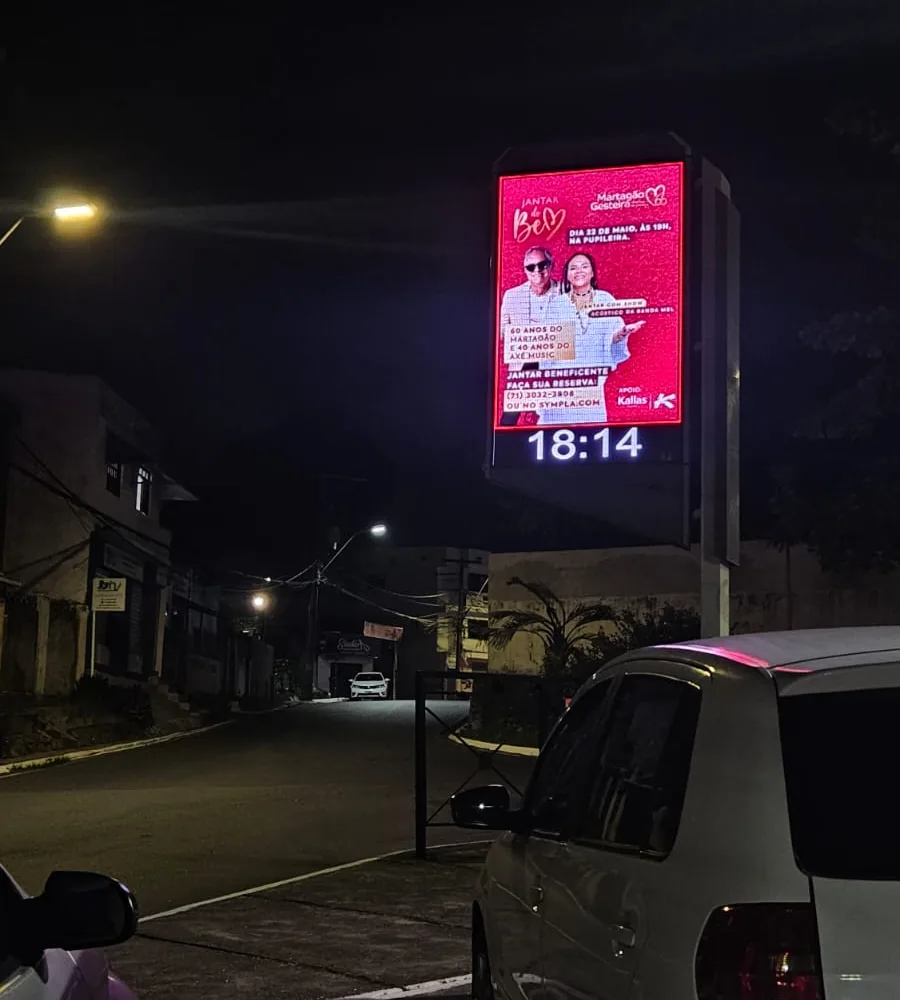 JANTAR
do Bem
Martagão
Gesteira
DIA 22 DE MAIO, ÀS 19H,
NA PUPILEIRA.
JANTAR COM SHOW
ACÚSTICO DA BANDA MEL
60 ANOS DO
MARTAGÃO
E 40 ANOS DO
AXÉ MUSIC
JANTAR BENEFICENTE
FAÇA SUA RESERVA!
(71) 3032-3806
OU NO SYMPLA.COM
APOIO:
Kallas
18:14